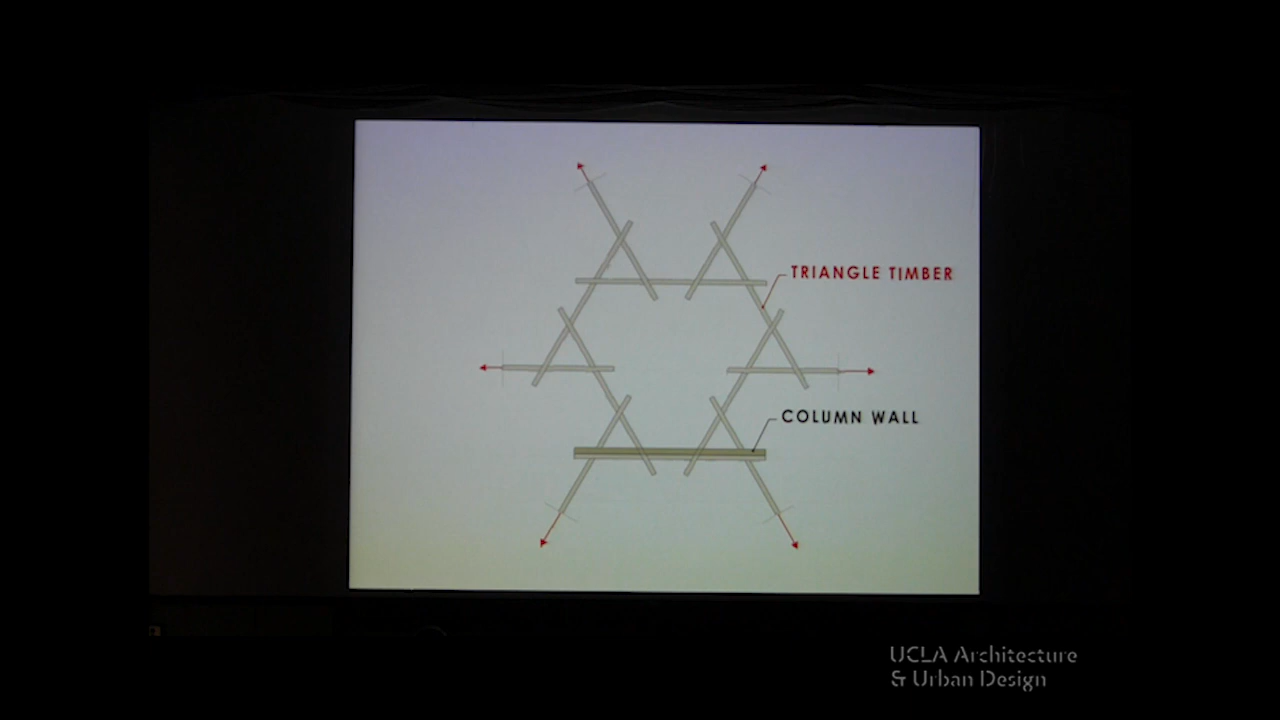 TRIANGLE TIMBER
COLUMN WALL
UCLA Architecture
& Urban Design